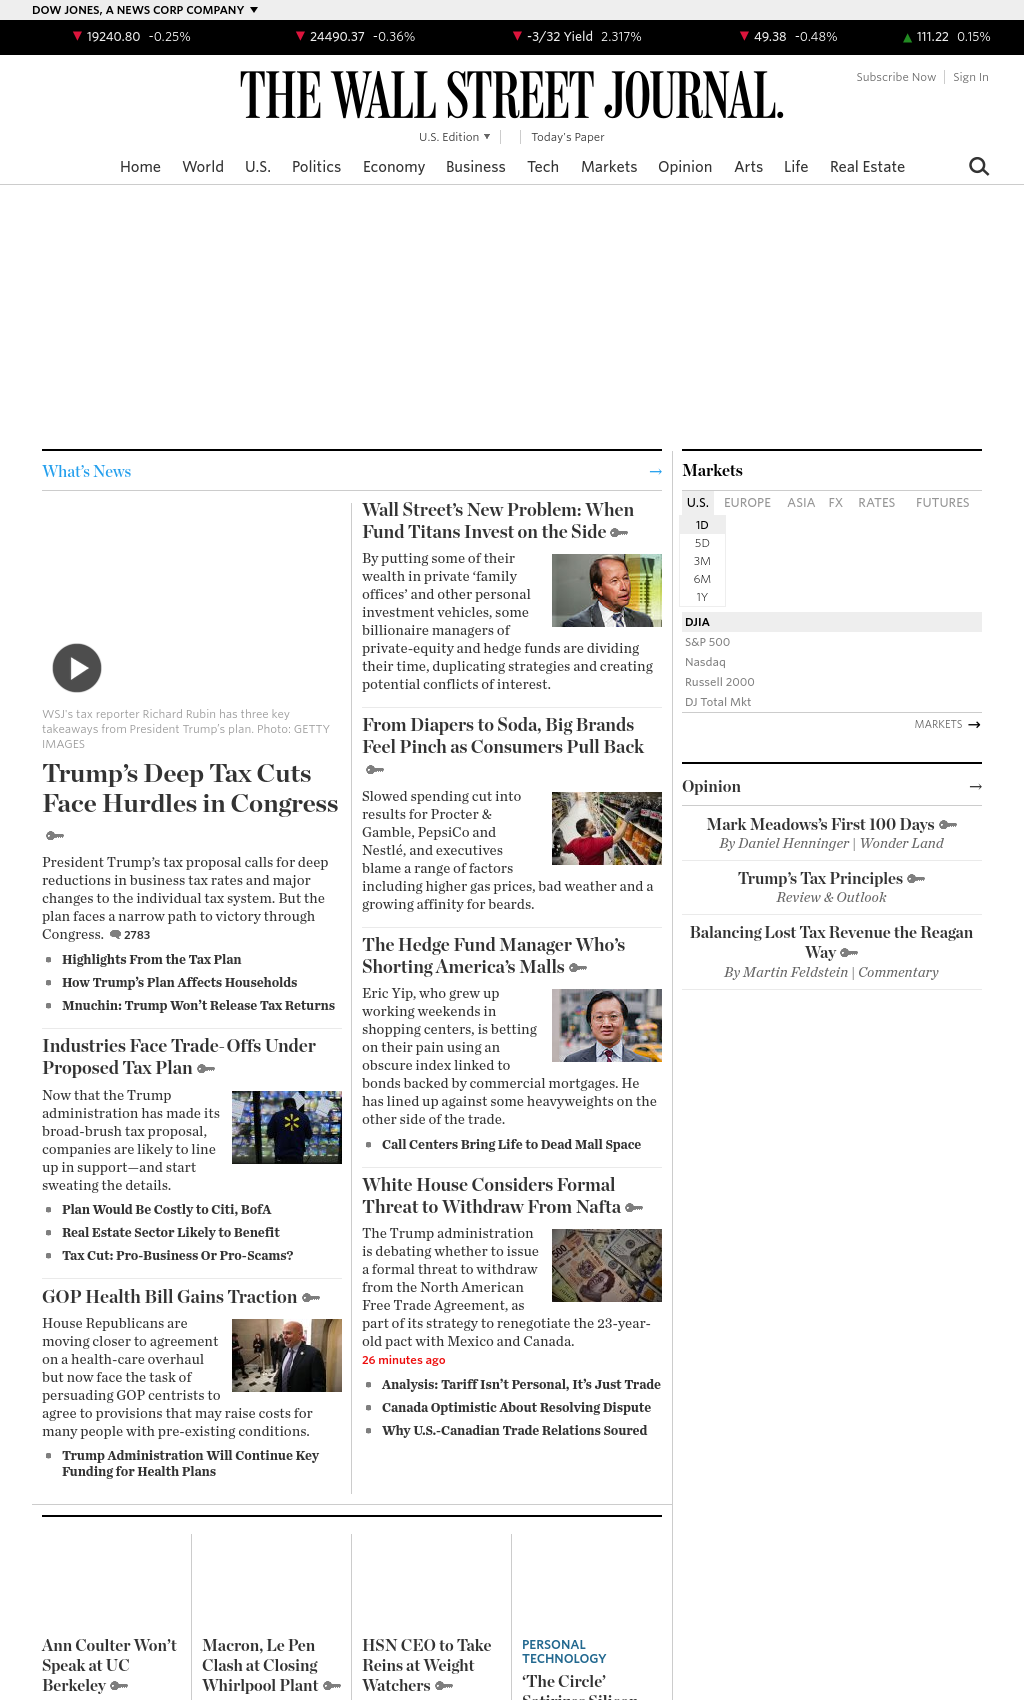 DOW JONES, A NEWS CORP COMPANY
19240.80 -0.25%
24490.37 -0.36%
-3/32 Yield 2.317%
49.38 -0.48%
111.22 0.15%
Subscribe Now
Sign In
THE WALL STREET JOURNAL.
U.S. Edition
Today's Paper
Home World U.S. Politics Economy Business Tech Markets Opinion Arts Life Real Estate
What's News
WSJ's tax reporter Richard Rubin has three key
takeaways from President Trump's plan. Photo: GETTY
IMAGES
Trump's Deep Tax Cuts
Face Hurdles in Congress
President Trump's tax proposal calls for deep
reductions in business tax rates and major
changes to the individual tax system. But the
plan faces a narrow path to victory through
Congress. 2783
Highlights From the Tax Plan
How Trump's Plan Affects Households
Mnuchin: Trump Won't Release Tax Returns
Industries Face Trade-Offs Under
Proposed Tax Plan
Now that the Trump
administration has made its
broad-brush tax proposal,
companies are likely to line
up in support—and start
sweating the details.
Plan Would Be Costly to Citi, BofA
Real Estate Sector Likely to Benefit
Tax Cut: Pro-Business Or Pro-Scams?
GOP Health Bill Gains Traction
House Republicans are
moving closer to agreement
on a health-care overhaul
but now face the task of
persuading GOP centrists to
agree to provisions that may raise costs for
many people with pre-existing conditions.
Trump Administration Will Continue Key
Funding for Health Plans
Wall Street's New Problem: When
Fund Titans Invest on the Side
By putting some of their
wealth in private 'family
offices' and other personal
investment vehicles, some
billionaire managers of
private-equity and hedge funds are dividing
their time, duplicating strategies and creating
potential conflicts of interest.
From Diapers to Soda, Big Brands
Feel Pinch as Consumers Pull Back
Slowed spending cut into
results for Procter &
Gamble, PepsiCo and
Nestlé, and executives
blame a range of factors
including higher gas prices, bad weather and a
growing affinity for beards.
The Hedge Fund Manager Who's
Shorting America's Malls
Eric Yip, who grew up
working weekends in
shopping centers, is betting
on their pain using an
obscure index linked to
bonds backed by commercial mortgages. He
has lined up against some heavyweights on the
other side of the trade.
Call Centers Bring Life to Dead Mall Space
White House Considers Formal
Threat to Withdraw From Nafta
The Trump administration
is debating whether to issue
a formal threat to withdraw
from the North American
Free Trade Agreement, as
part of its strategy to renegotiate the 23-year-
old pact with Mexico and Canada.
26 minutes ago
Analysis: Tariff Isn't Personal, It's Just Trade
Canada Optimistic About Resolving Dispute
Why U.S.-Canadian Trade Relations Soured
Markets
U.S. EUROPE ASIA FX RATES FUTURES
1D
5D
3M
6M
1Y
DJIA
S&P 500
Nasdaq
Russell 2000
DJ Total Mkt
MARKETS
Opinion
Mark Meadows's First 100 Days
By Daniel Henninger | Wonder Land
Trump's Tax Principles
Review & Outlook
Balancing Lost Tax Revenue the Reagan
Way
By Martin Feldstein | Commentary
Ann Coulter Won't
Speak at UC
Berkeley
Macron, Le Pen
Clash at Closing
Whirlpool Plant
HSN CEO to Take
Reins at Weight
Watchers
PERSONAL
TECHNOLOGY
'The Circle'